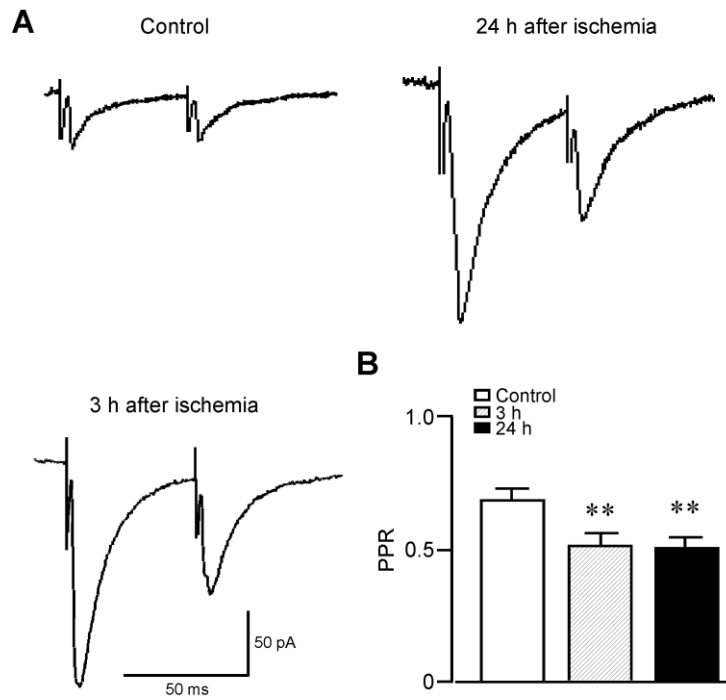 A
Control
24 h after ischemia
3 h after ischemia
50 pA
50 ms
B
Control
3 h
24 h
1.0
0.5
0
PPR
**
**